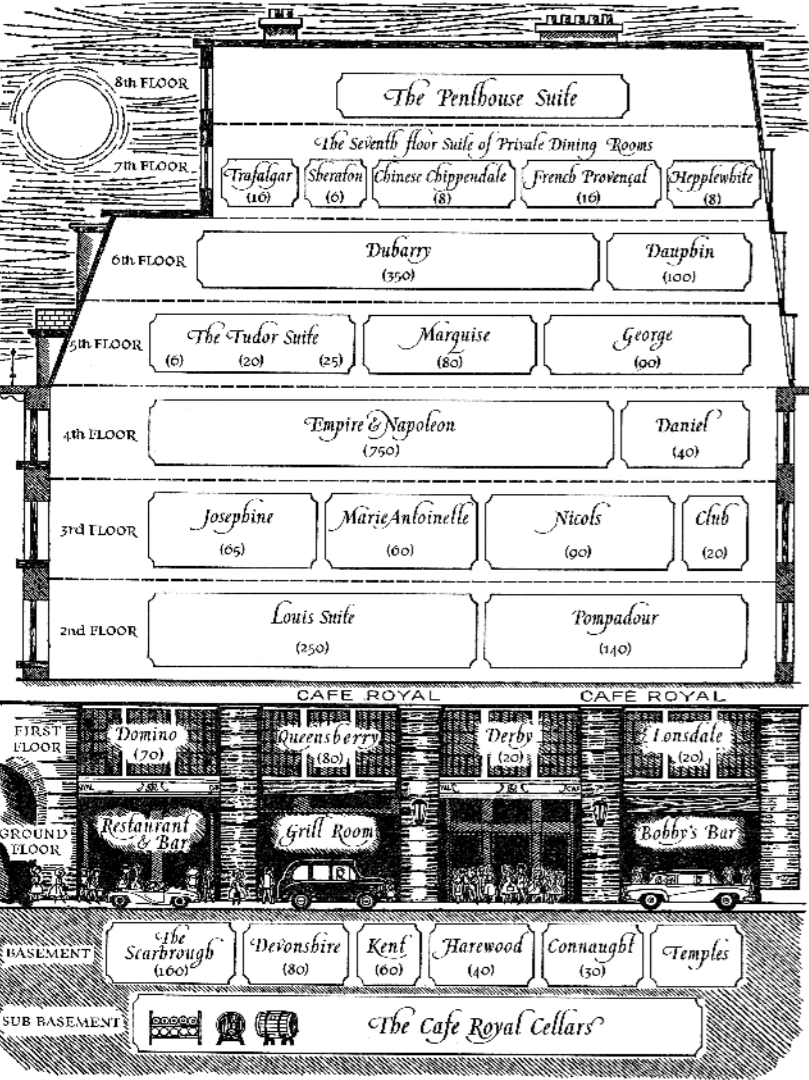 8th FLOOR
The Penthouse Suite
The Seventh floor Suite of Private Dining Rooms
7th FLOOR
Trafalgar
(16)
Sheraton
(6)
Chinese Chippendale
(8)
French Provençal
(16)
Hepplewhite
(8)
6th FLOOR
Dubarry
(350)
Dauphin
(100)
5th FLOOR
The Tudor Suite
(6) (20) (25)
Marquise
(80)
George
(90)
4th FLOOR
Empire & Napoleon
(750)
Daniel
(40)
3rd FLOOR
Josephine
(65)
Marie Antoinette
(60)
Nicols
(90)
Club
(20)
2nd FLOOR
Louis Suite
(250)
Pompadour
(140)
CAFE ROYAL
CAFÉ ROYAL
FIRST
FLOOR
Domino
(70)
Queensberry
(80)
Derby
(20)
Lonsdale
(20)
GROUND
FLOOR
Restaurant
& Bar
Grill Room
Bobby's Bar
BASEMENT
The
Scarbrough
(160)
Devonshire
(80)
Kent
(60)
Harewood
(40)
Connaught
(30)
Temples
SUB BASEMENT
The Cafe Royal Cellars